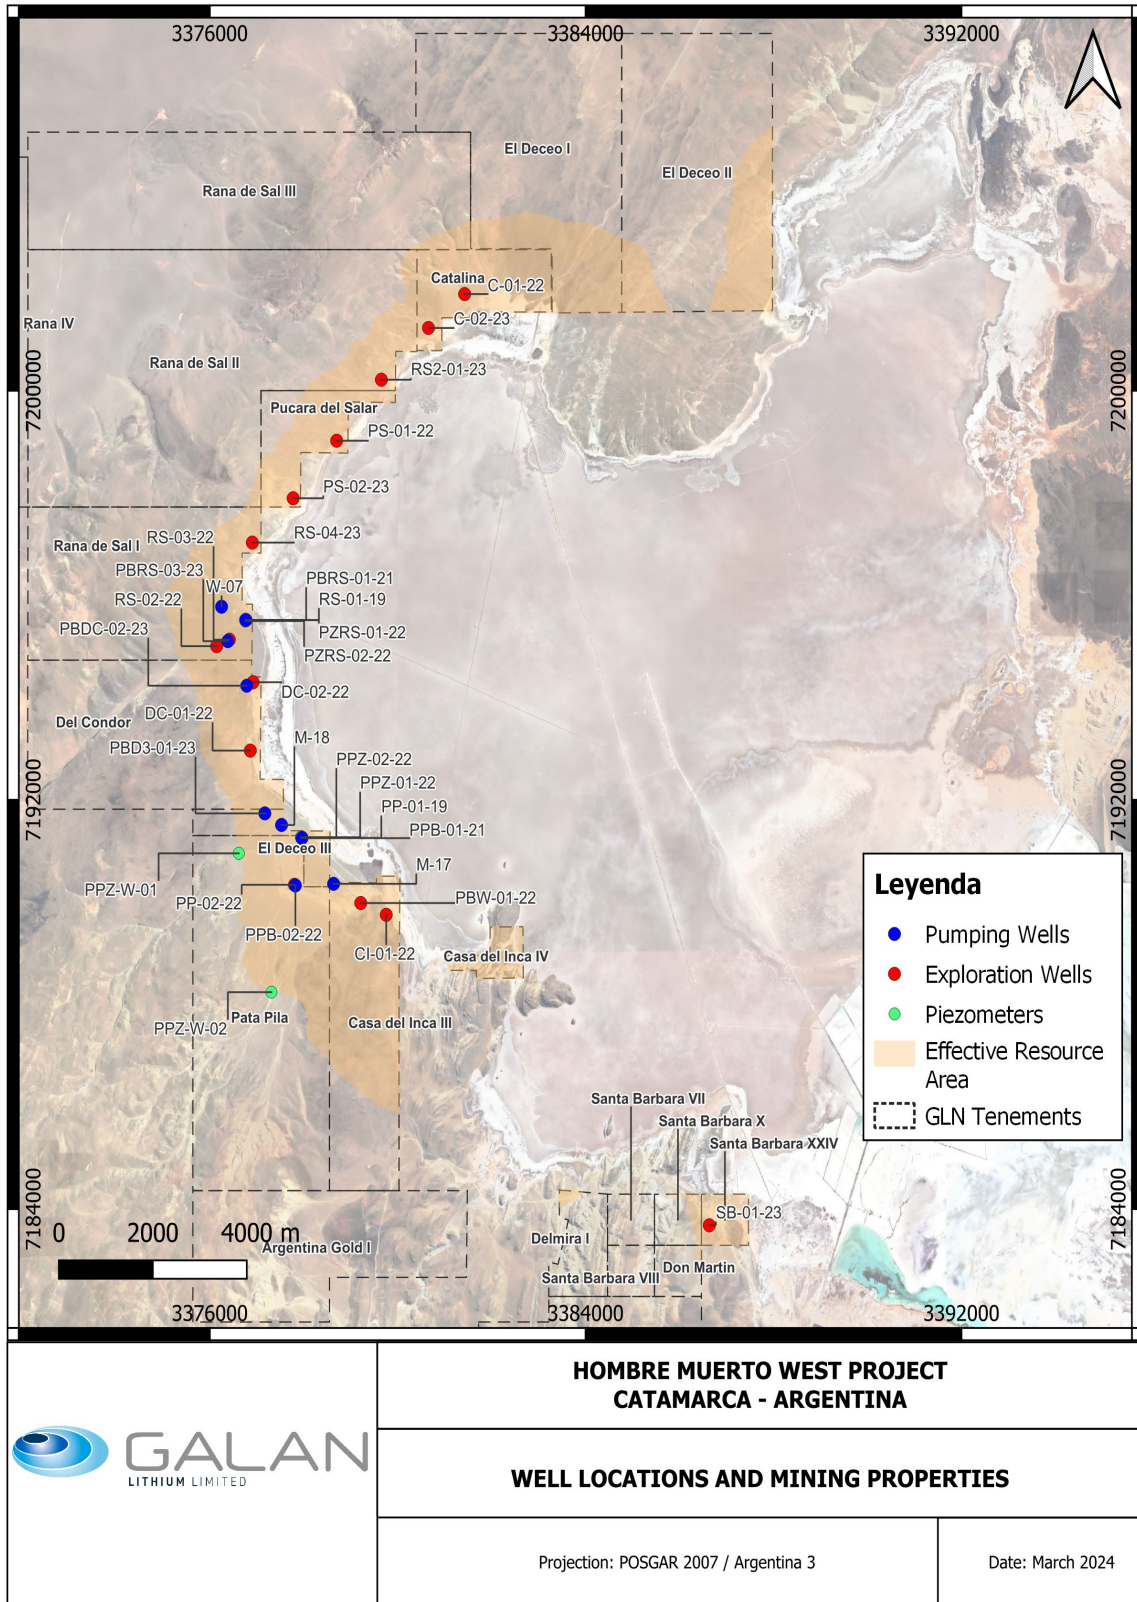 3376000
3384000
3392000
El Deceo I
El Deceo II
Rana de Sal III
Catalina
C-01-22
C-02-23
Rana IV
Rana de Sal II
RS2-01-23
7200000
7200000
Pucara del Salar
PS-01-22
PS-02-23
RS-04-23
RS-03-22
Rana de Sal I
PBRS-03-23
W-07
PBRS-01-21
RS-02-22
RS-01-19
PBDC-02-23
PZRS-01-22
PZRS-02-22
DC-02-22
DC-01-22
Del Condor
M-18
PBD3-01-23
PPZ-02-22
PPZ-01-22
PP-01-19
7192000
7192000
PPB-01-21
El Deceo III
M-17
PPZ-W-01
PP-02-22
PBW-01-22
PPB-02-22
CI-01-22
Casa del Inca IV
Pata Pila
PPZ-W-02
Casa del Inca III
Leyenda
Pumping Wells
Exploration Wells
Piezometers
Effective Resource
Area
GLN Tenements
Santa Barbara VII
Santa Barbara X
Santa Barbara XXIV
7184000
7184000
SB-01-23
0 2000 4000 m
Argentina Gold I
Delmira I
Don Martin
Santa Barbara VIII
3376000
3384000
3392000
GALAN
LITHIUM LIMITED
HOMBRE MUERTO WEST PROJECT
CATAMARCA - ARGENTINA
WELL LOCATIONS AND MINING PROPERTIES
Projection: POSGAR 2007 / Argentina 3
Date: March 2024